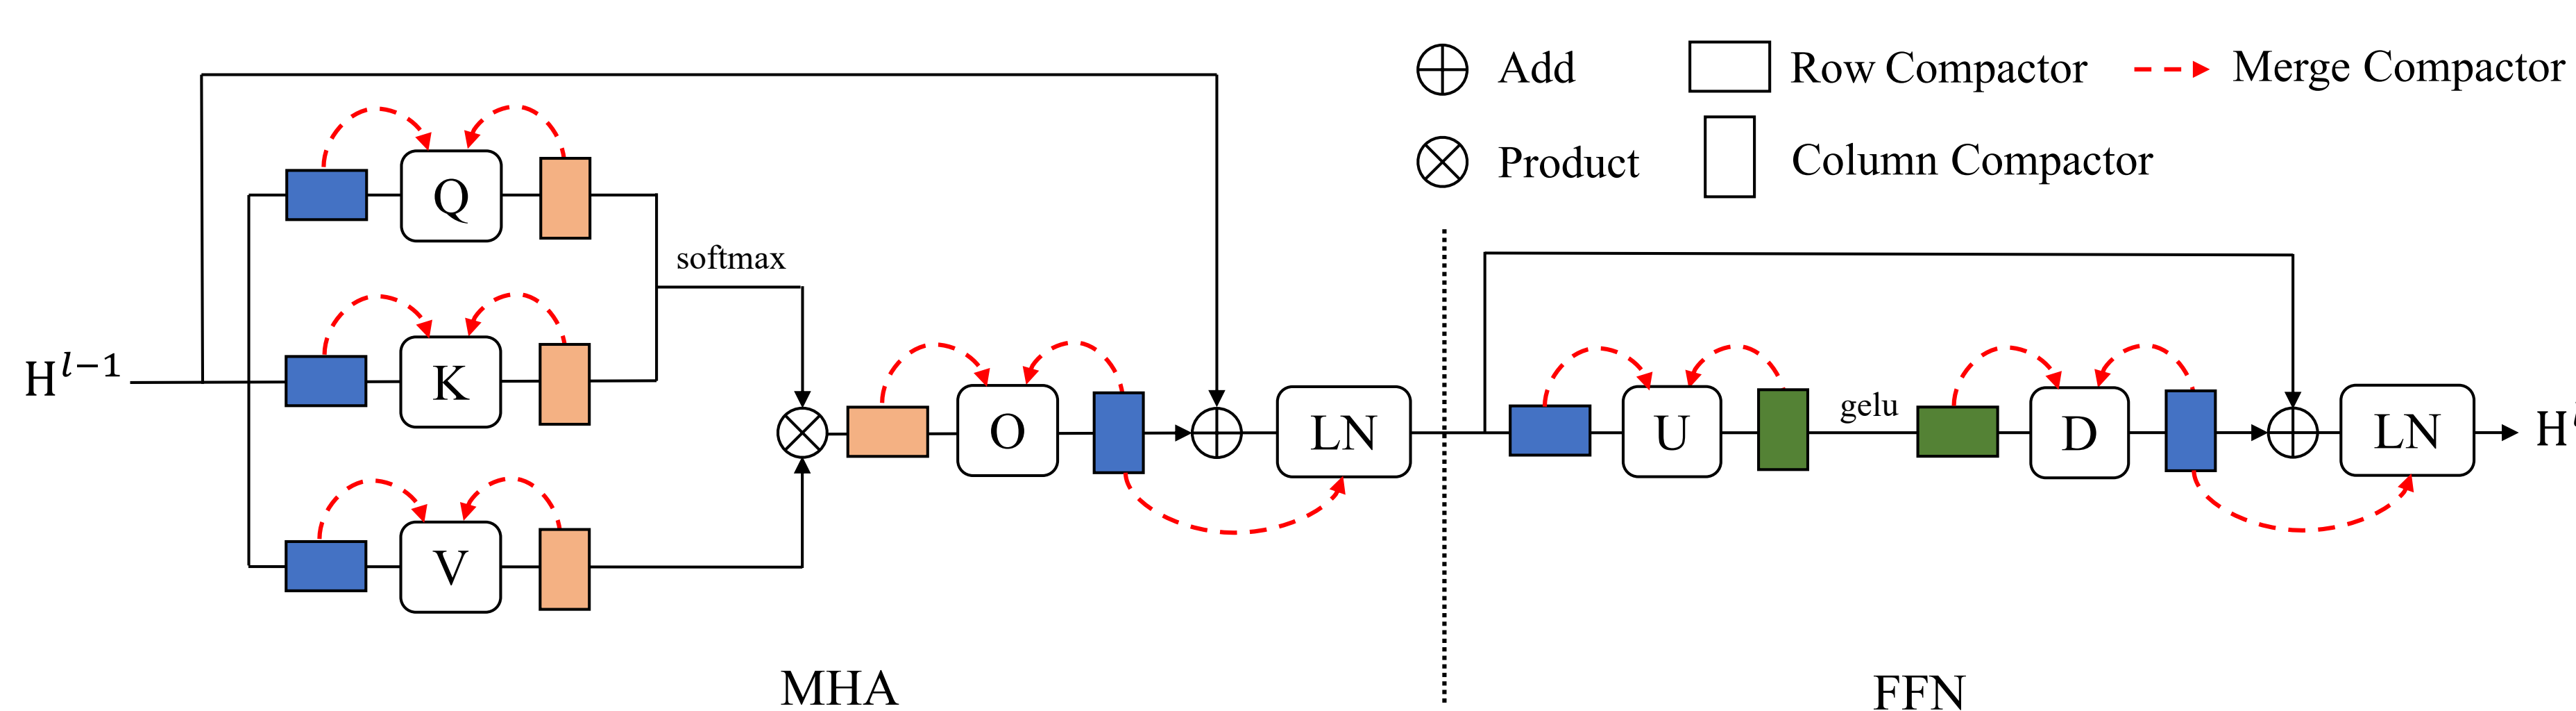 Add
Row Compactor
Merge Compactor
Product
Column Compactor
Q
softmax
H^{l-1}
K
O
LN
V
U
gelu
D
LN
H^l
MHA
FFN